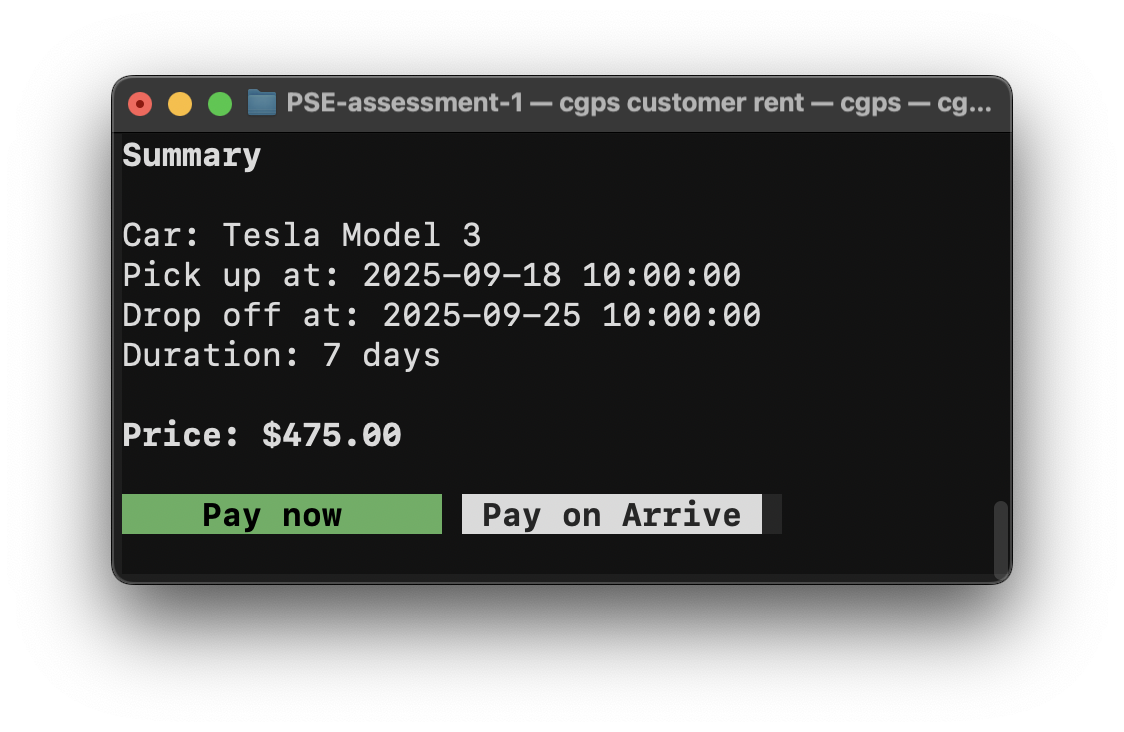 PSE-assessment-1 — cgps customer rent — cgps — cg...
Summary
Car: Tesla Model 3
Pick up at: 2025-09-18 10:00:00
Drop off at: 2025-09-25 10:00:00
Duration: 7 days
Price: $475.00
Pay now Pay on Arrive